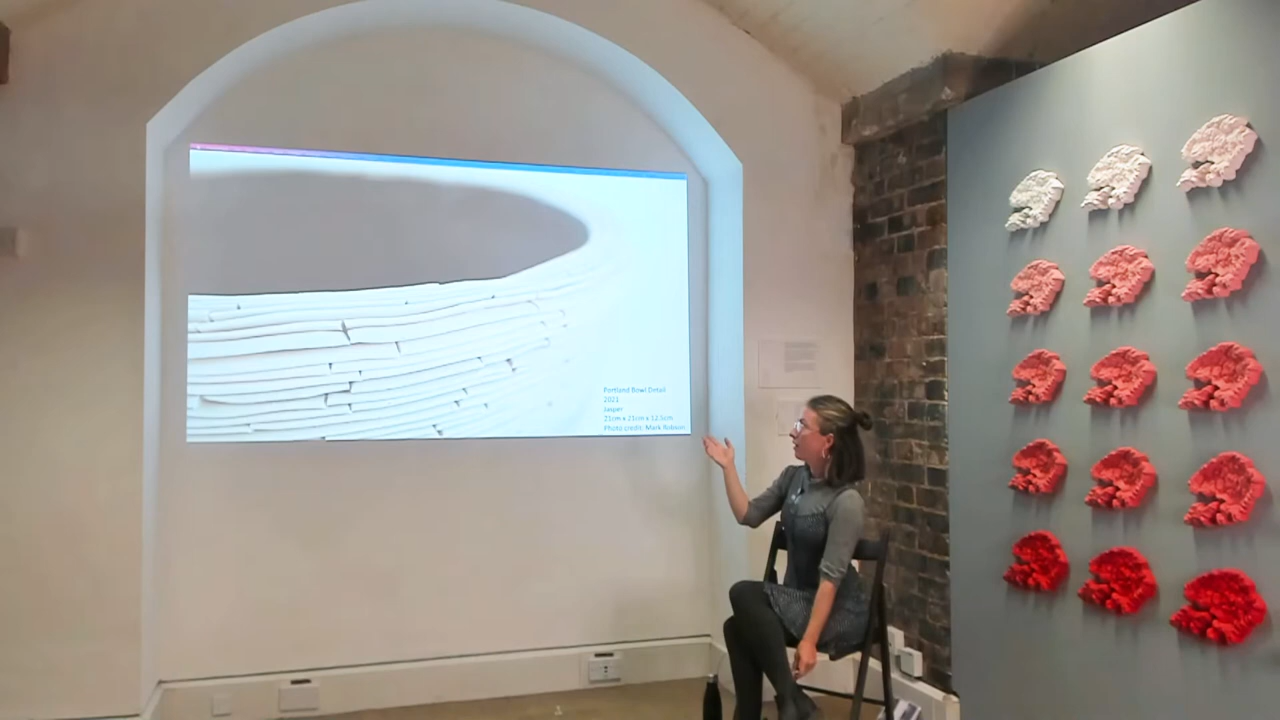 Portland Bowl Detail
2021
Jasper
21cm x 21cm x 12.5cm
Photo credit: Mark Robson